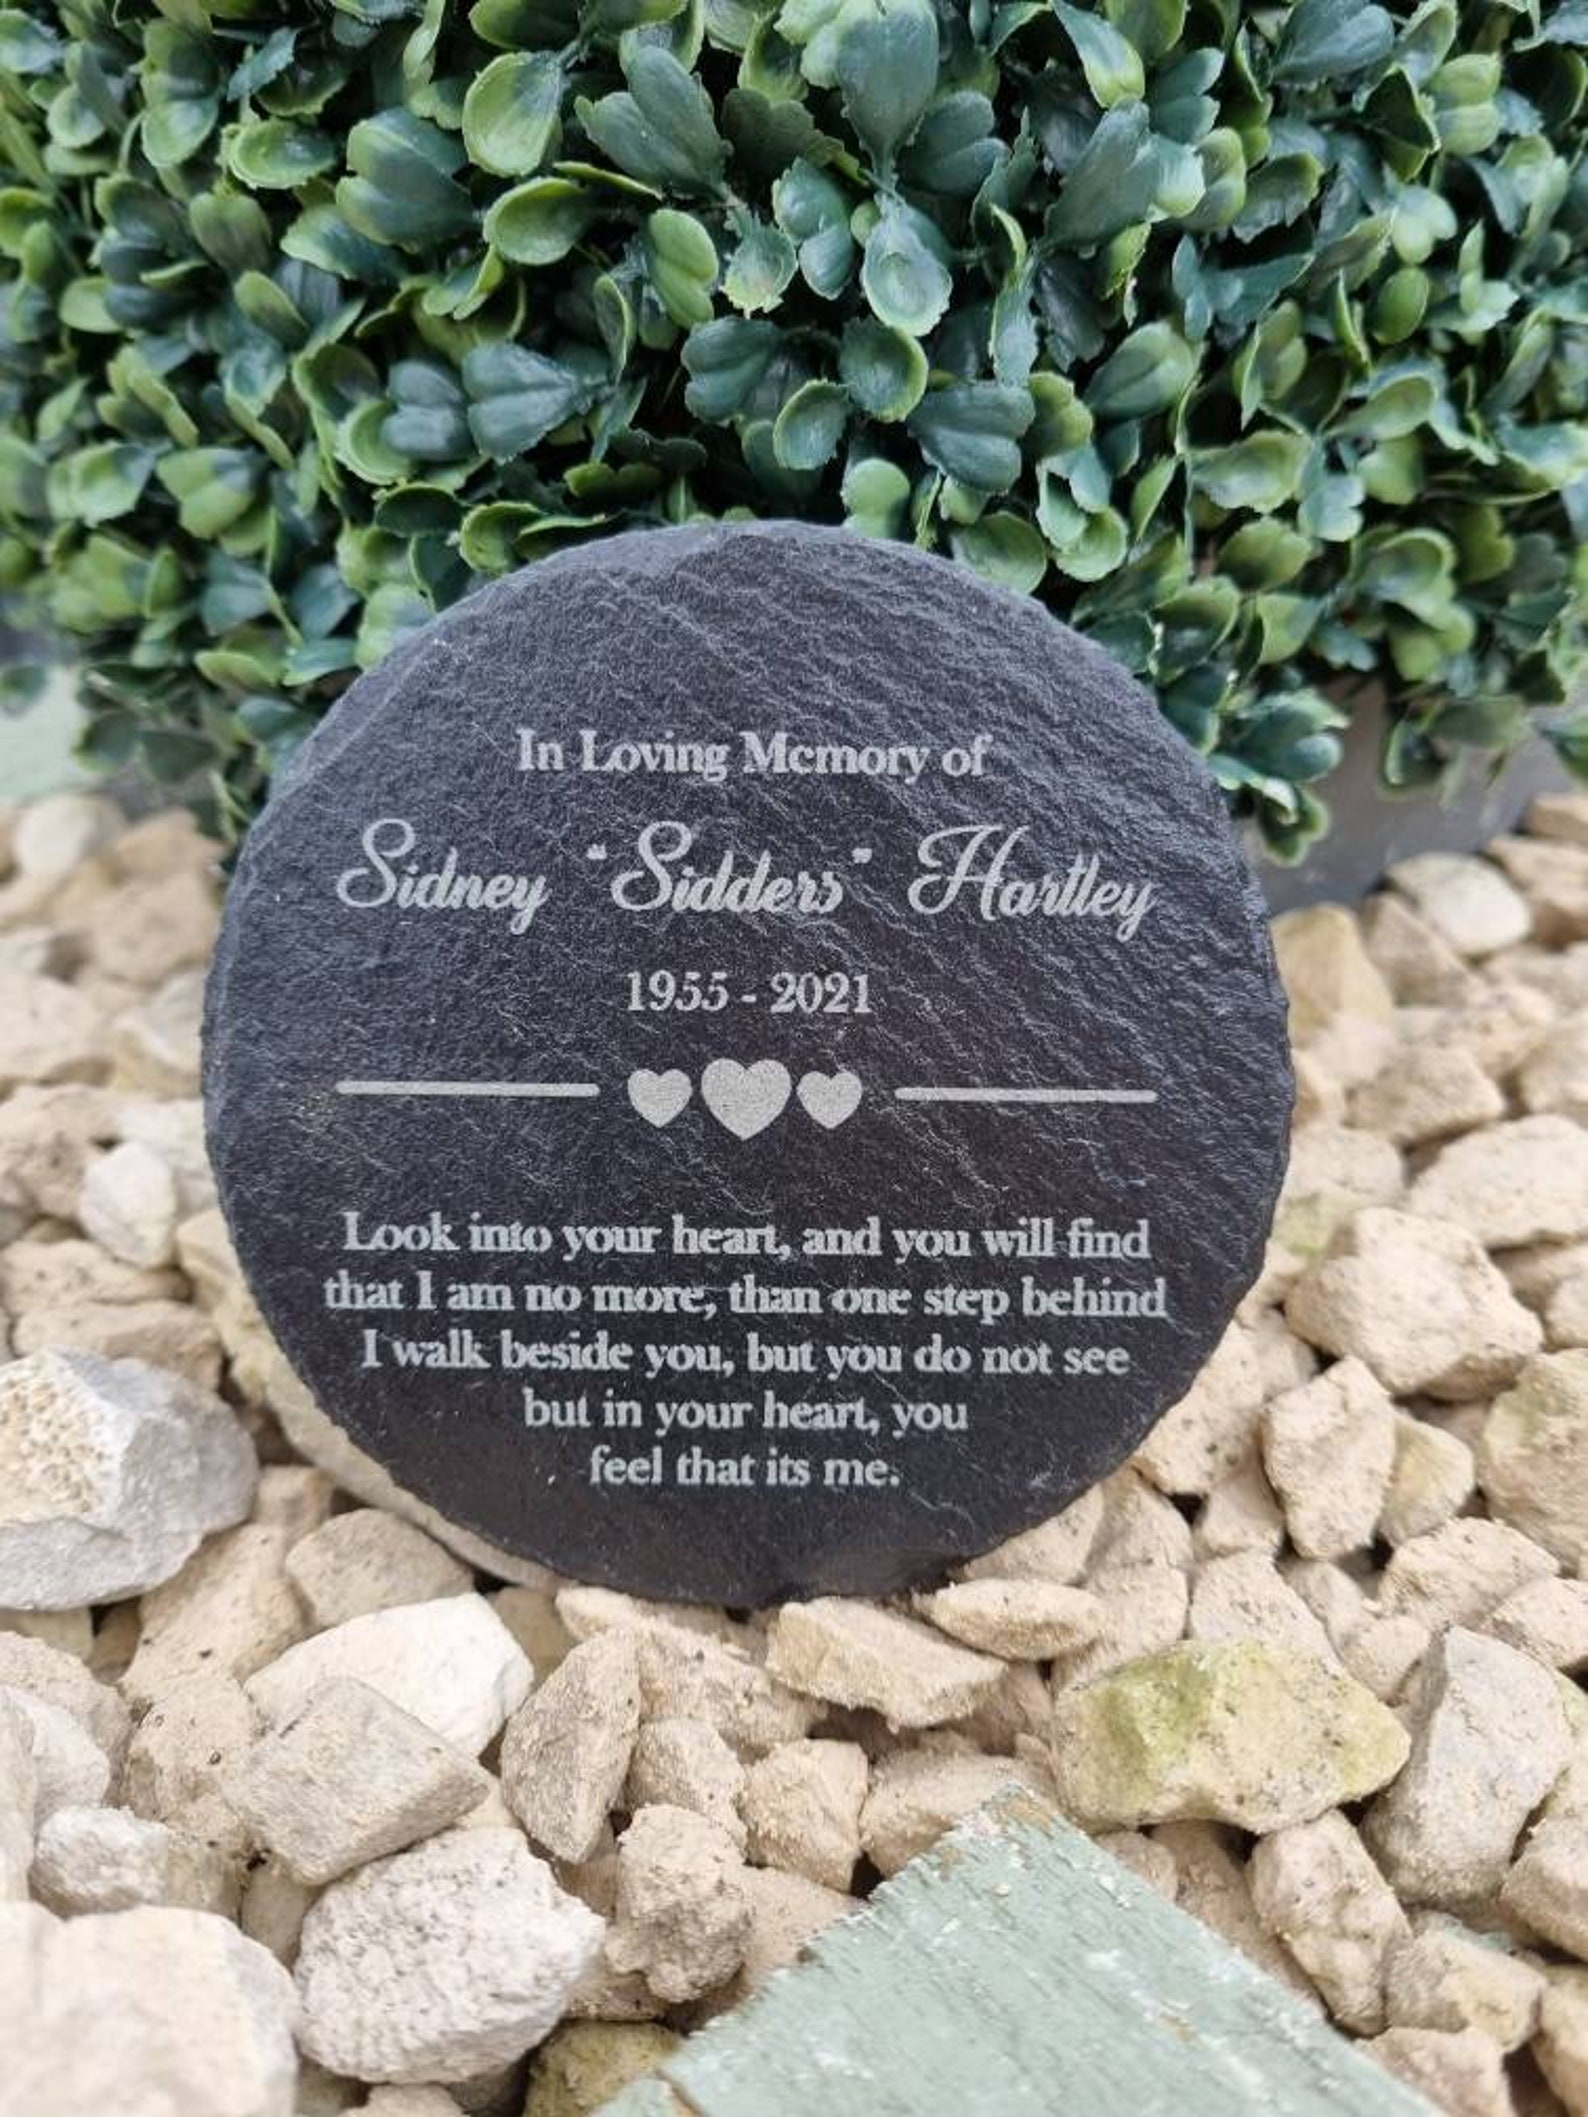 In Loving Memory of
Sidney "Sidders" Hartley
1955 - 2021
Look into your heart, and you will find
that I am no more, than one step behind
I walk beside you, but you do not see
but in your heart, you
feel that its me.